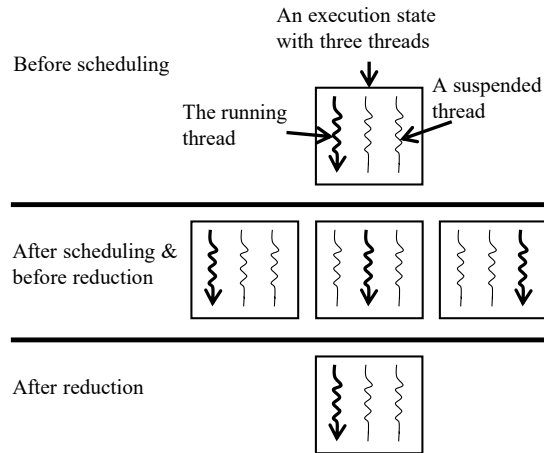 An execution state
with three threads
Before scheduling
A suspended
thread
The running
thread
After scheduling &
before reduction
After reduction